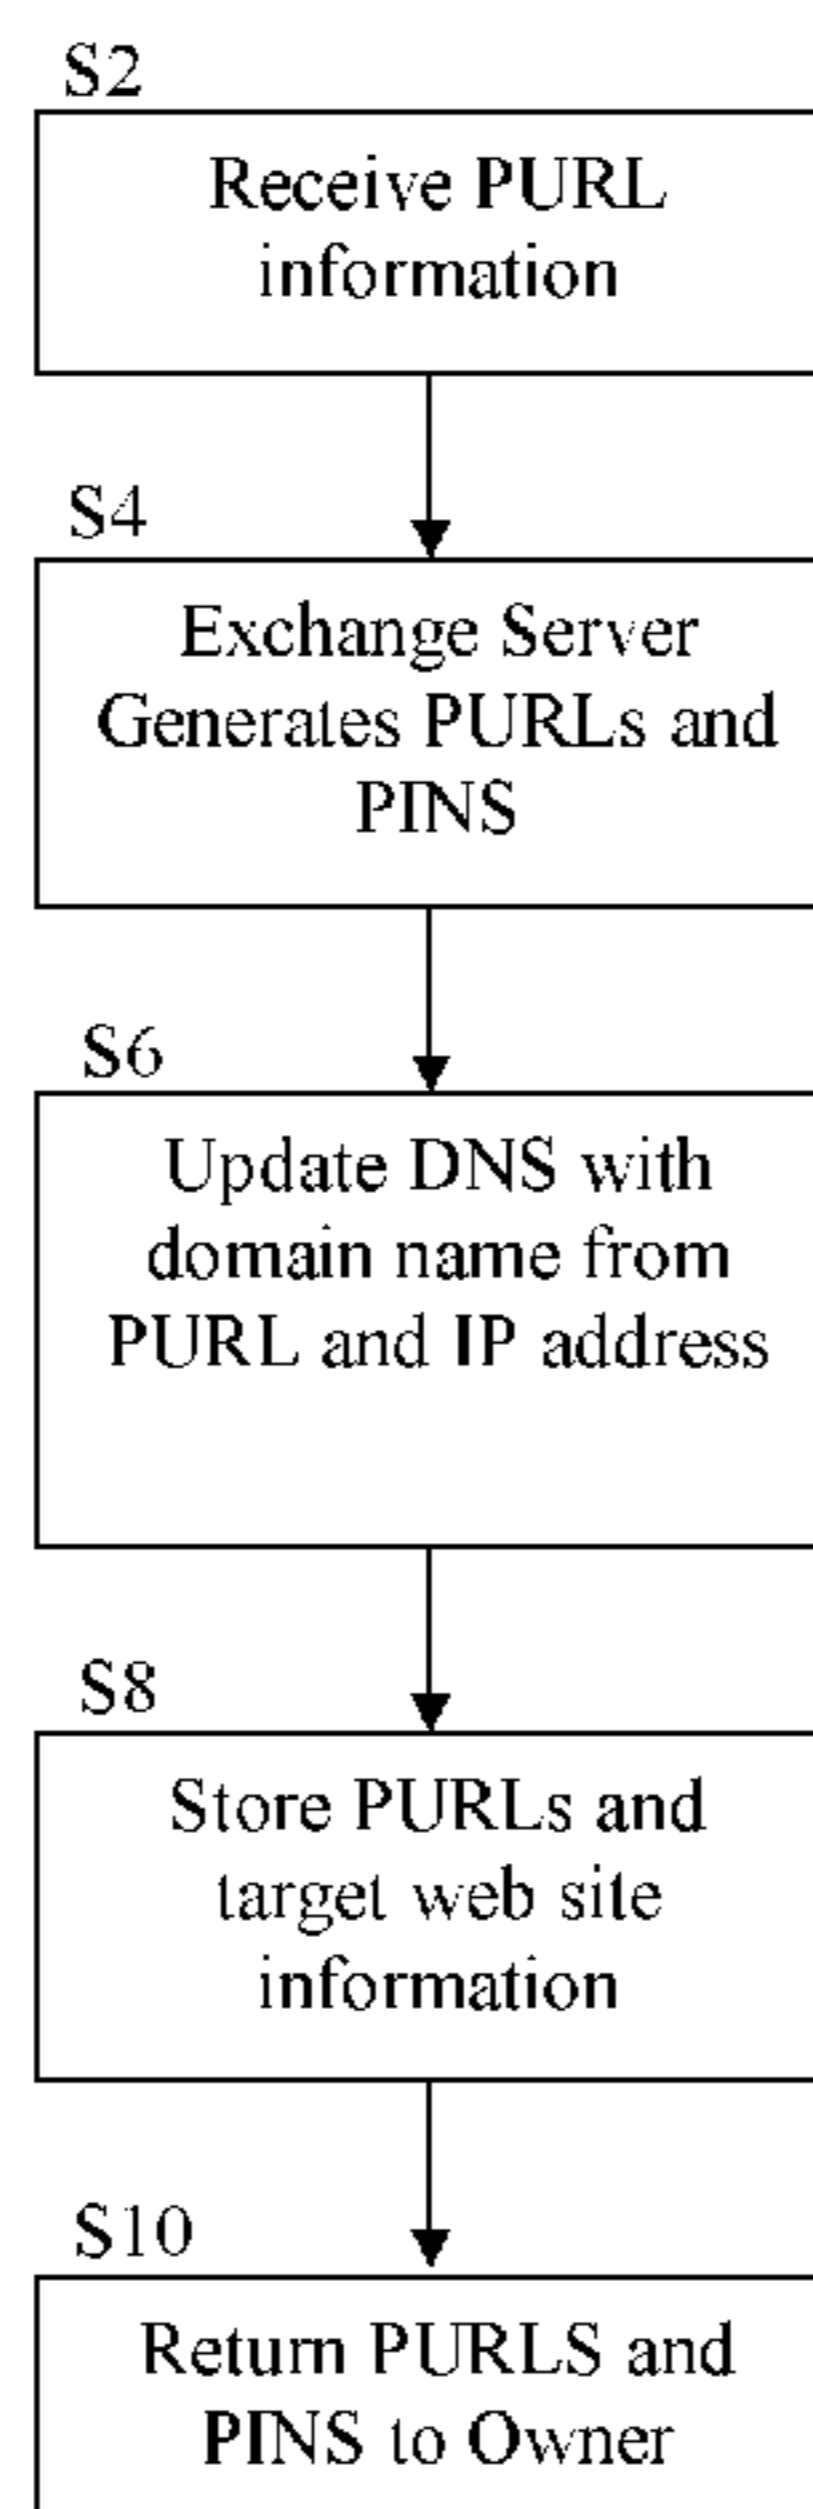 S2
Receive PURL
information
S4
Exchange Server
Generates PURLs and
PINS
S6
Update DNS with
domain name from
PURL and IP address
S8
Store PURLs and
target web site
information
S10
Return PURLS and
PINS to Owner